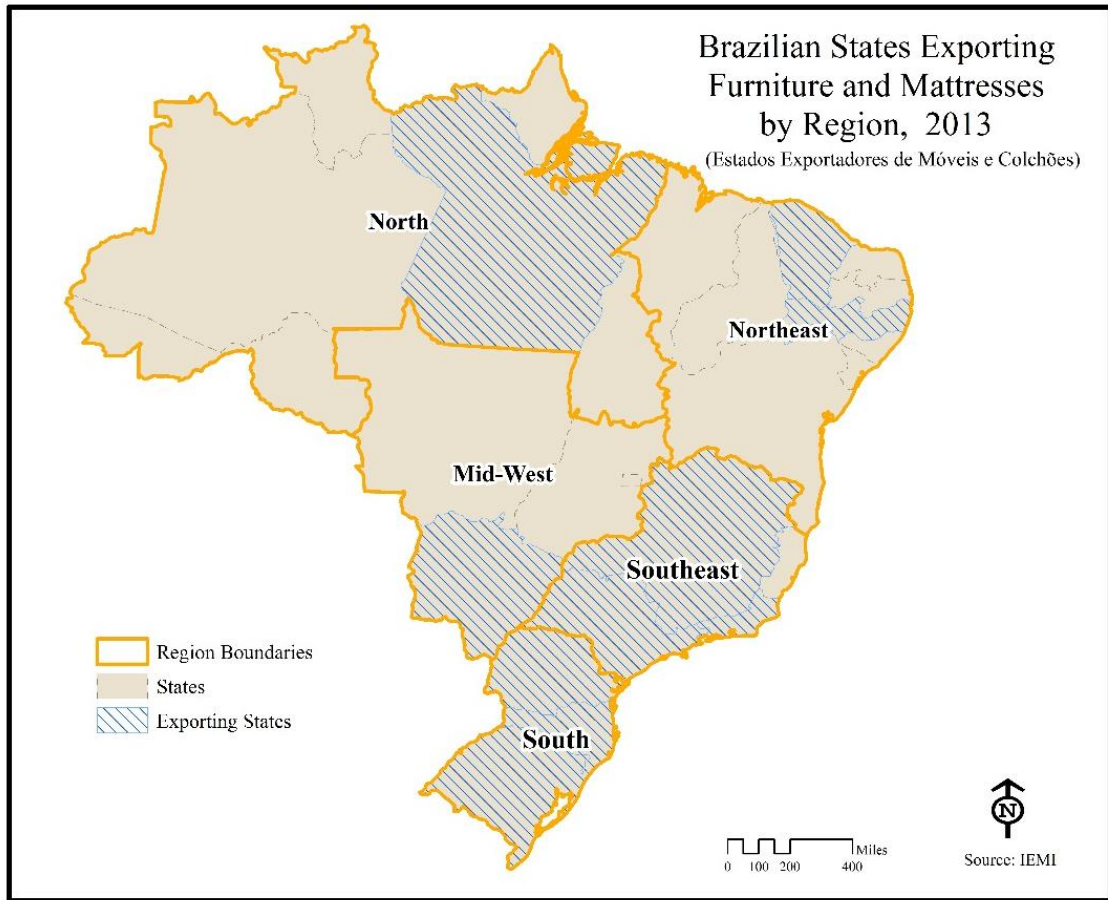 Brazilian States Exporting
Furniture and Mattresses
by Region, 2013
(Estados Exportadores de Móveis e Colchões)
North
Northeast
Mid-West
Southeast
South
Region Boundaries
States
Exporting States
N
Miles
0 100 200 400
Source: IEMI